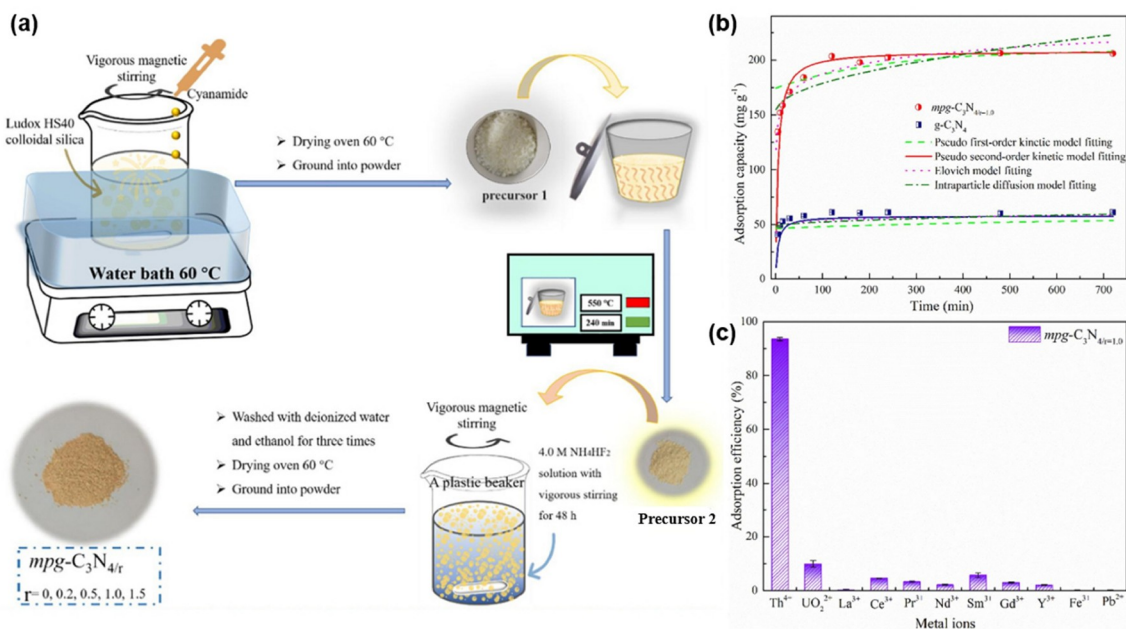 (a)
Vigorous magnetic
stirring
Cyanamide
Ludox HS40
colloidal silica
Water bath 60 °C
➢ Drying oven 60 °C
➢ Ground into powder
precursor 1
550 °C
240 min
Precursor 2
Vigorous magnetic
stirring
A plastic beaker
4.0 M NH4HF2
solution with
vigorous stirring
for 48 h
➢ Washed with deionized water
and ethanol for three times
➢ Drying oven 60 °C
➢ Ground into powder
mpg-C3N4/r
r= 0, 0.2, 0.5, 1.0, 1.5
(b)
Adsorption capacity (mg g-1)
200
150
100
50
0
mpg-C3N4/r=1.0
g-C3N4
Pseudo first-order kinetic model fitting
Pseudo second-order kinetic model fitting
Elovich model fitting
Intraparticle diffusion model fitting
0 120 240 360 480 600 720
Time (min)
(c)
Adsorption efficiency (%)
100
80
60
40
20
0
mpg-C3N4/r=1.0
Th4+ UO22+ La3+ Ce3+ Pr3+ Nd3+ Sm3+ Gd3+ Y3+ Fe3+ Pb2+
Metal ions